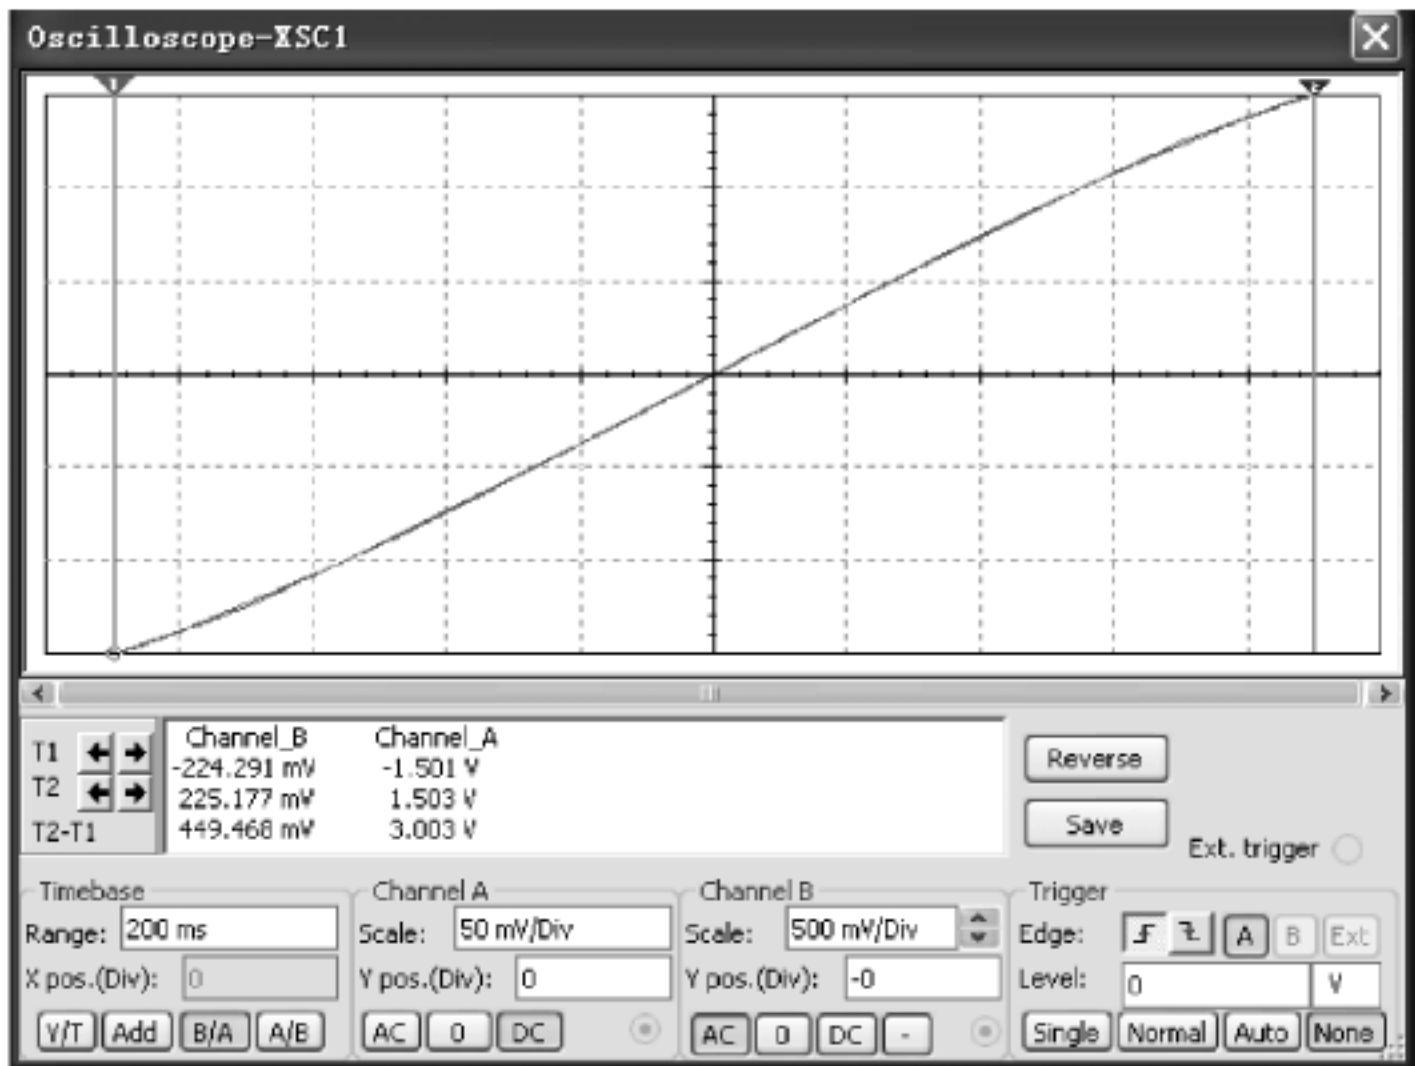 Oscilloscope-XSC1
Channel_B Channel_A
T1 -224.291 mV -1.501 V
T2 225.177 mV 1.503 V
T2-T1 449.468 mV 3.003 V
Reverse
Save
Ext. trigger
Timebase
Range: 200 ms
X pos.(Div): 0
Y/T Add B/A A/B
Channel A
Scale: 50 mV/Div
Y pos.(Div): 0
AC 0 DC
Channel B
Scale: 500 mV/Div
Y pos.(Div): -0
AC 0 DC -
Trigger
Edge: A B Ext
Level: 0 V
Single Normal Auto None